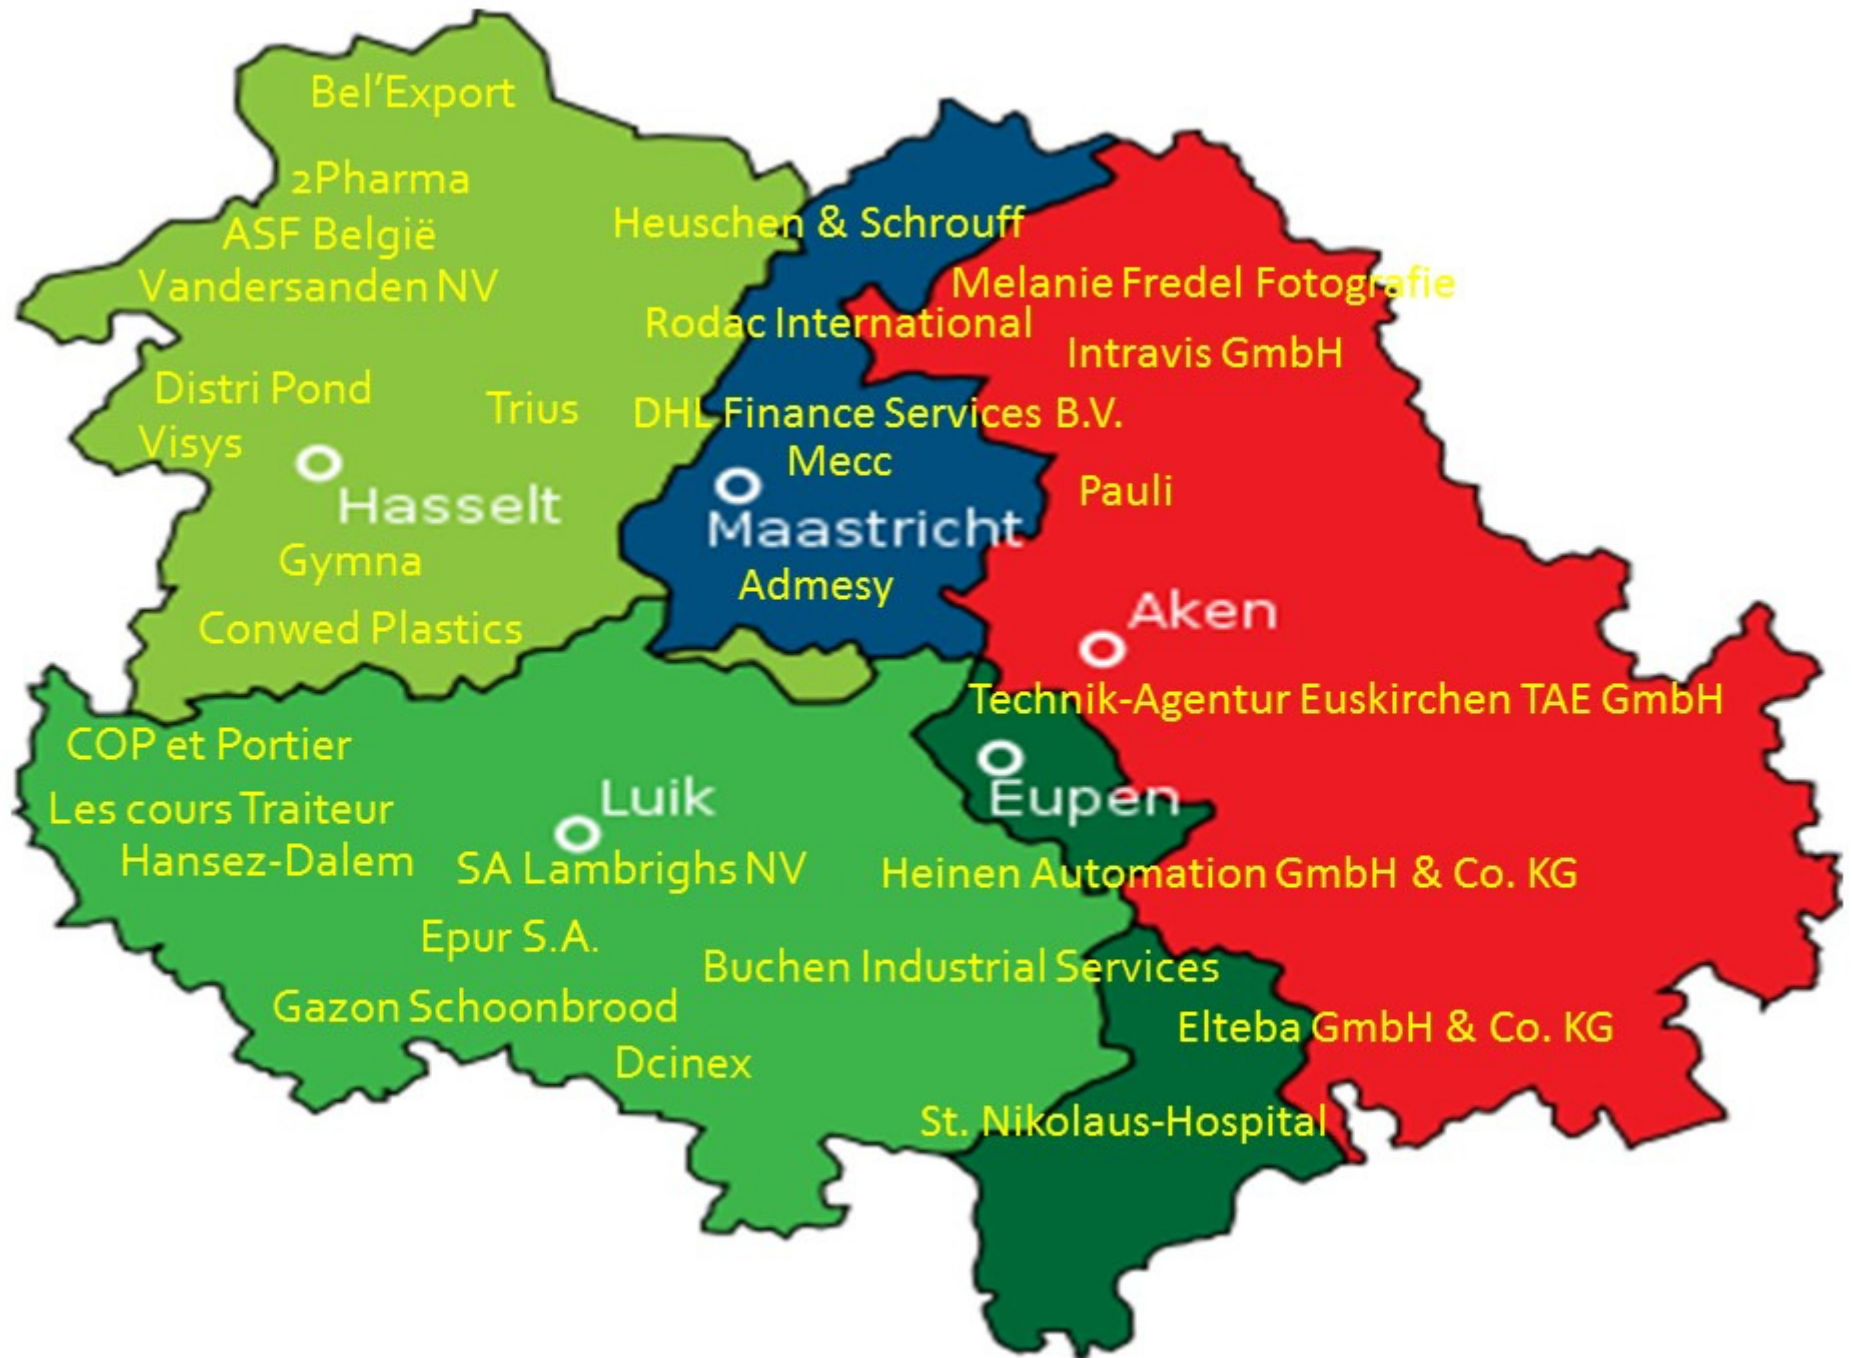 Bel'Export
2Pharma
ASF België
Heuschen & Schrouff
Vandersanden NV
Melanie Fredel Fotografie
Rodac International
Intravis GmbH
Distri Pond
Trius
DHL Finance Services B.V.
Visys
Mecc
Hasselt
Pauli
Maastricht
Gymna
Admesy
Aken
Conwed Plastics
Technik-Agentur Euskirchen TAE GmbH
COP et Portier
Luik
Eupen
Les cours Traiteur
Hansez-Dalem
SA Lambrighs NV
Heinen Automation GmbH & Co. KG
Epur S.A.
Buchen Industrial Services
Gazon Schoonbrood
Elteba GmbH & Co. KG
Dcinex
St. Nikolaus-Hospital